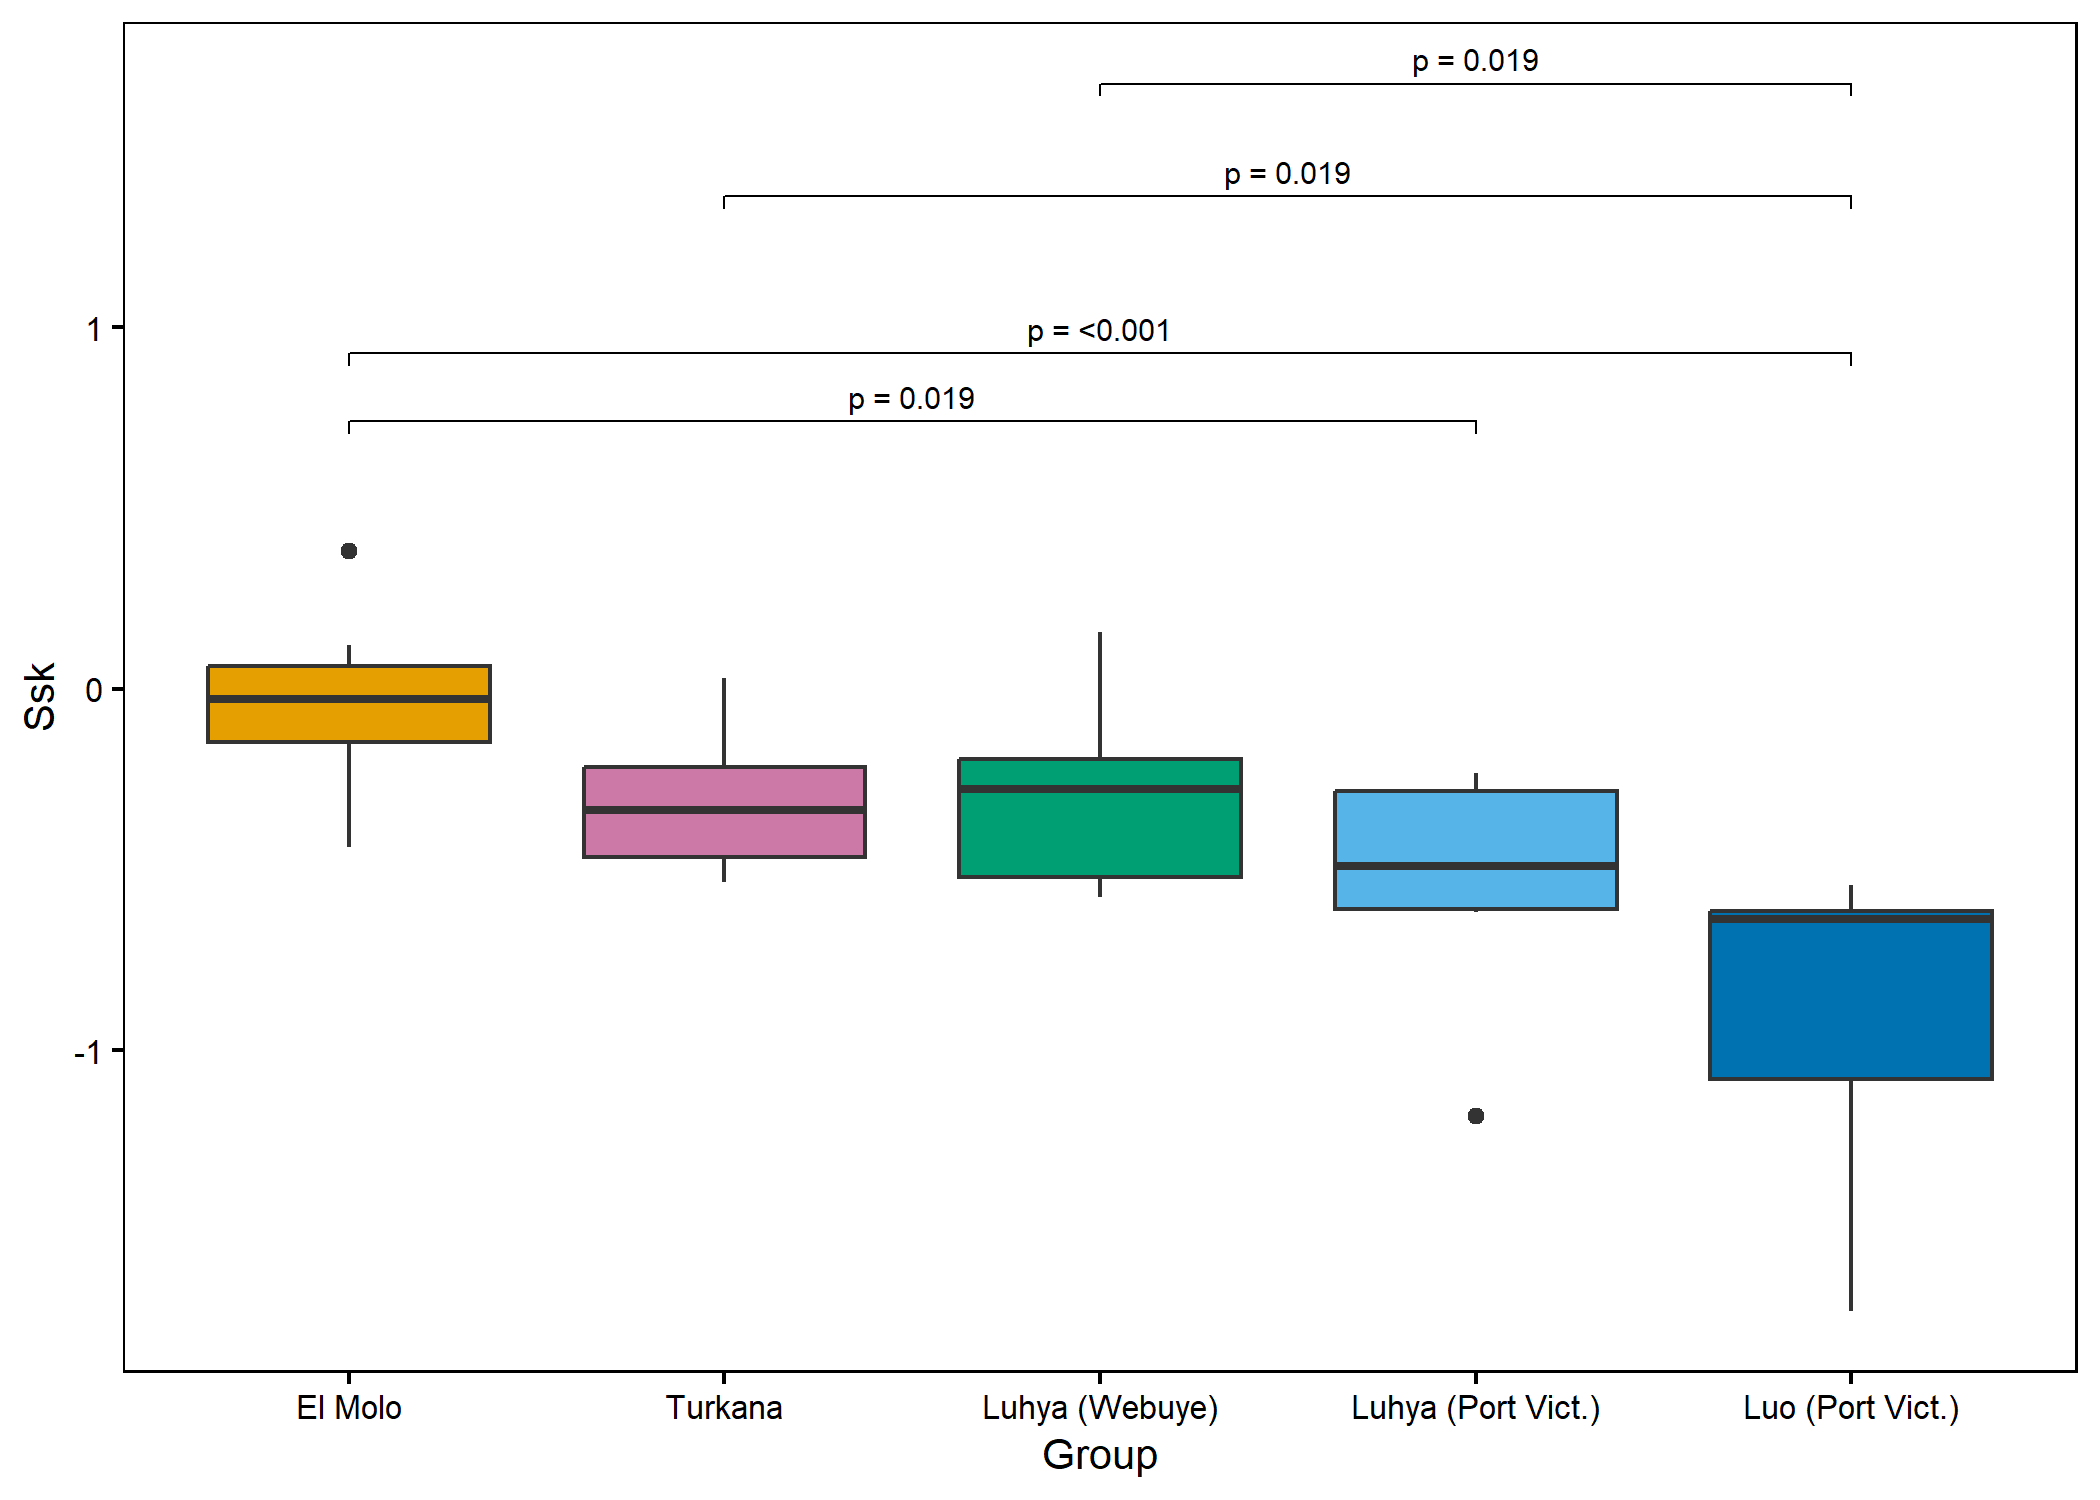 p = 0.019
p = 0.019
p = <0.001
p = 0.019
1
0
-1
Ssk
El Molo
Turkana
Luhya (Webuye)
Luhya (Port Vict.)
Luo (Port Vict.)
Group